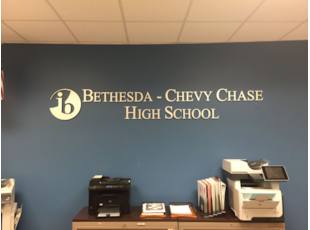 ib
BETHESDA - CHEVY CHASE
HIGH SCHOOL